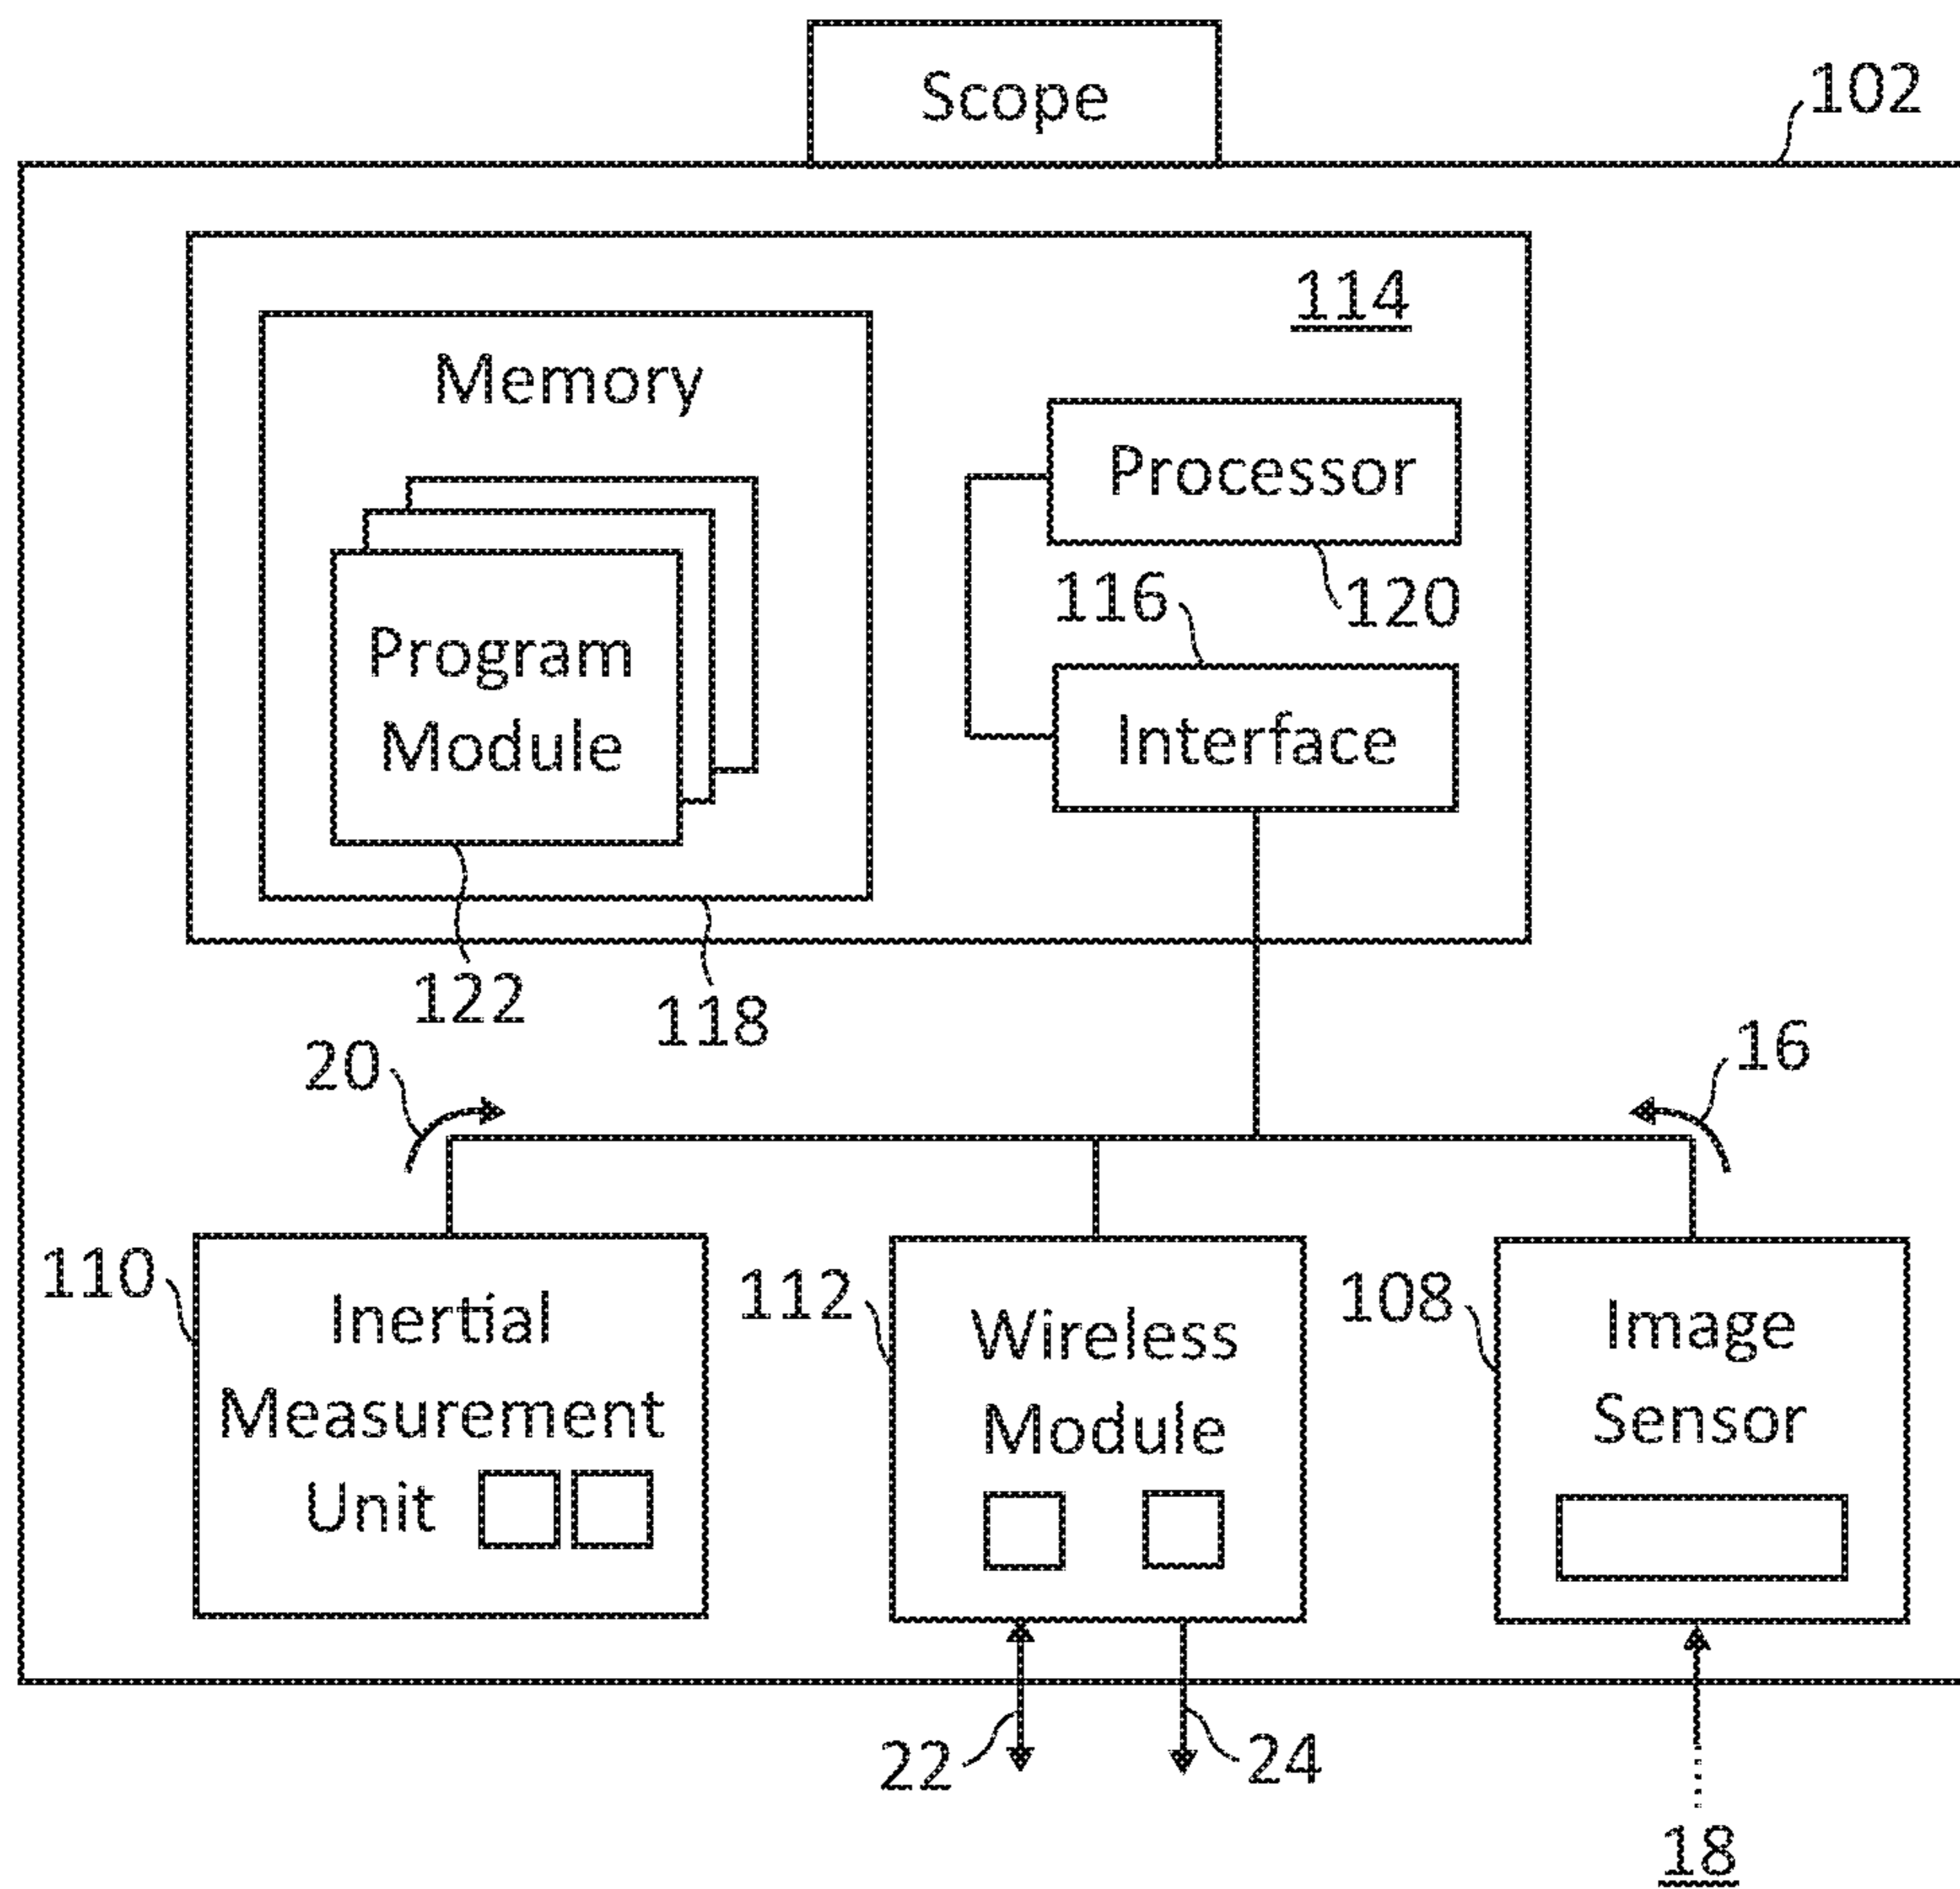 Scope
102
114
Memory
Processor
116
120
Program
Module
Interface
122
118
20
16
110
Inertial
Measurement
Unit
112
Wireless
Module
108
Image
Sensor
22
24
18